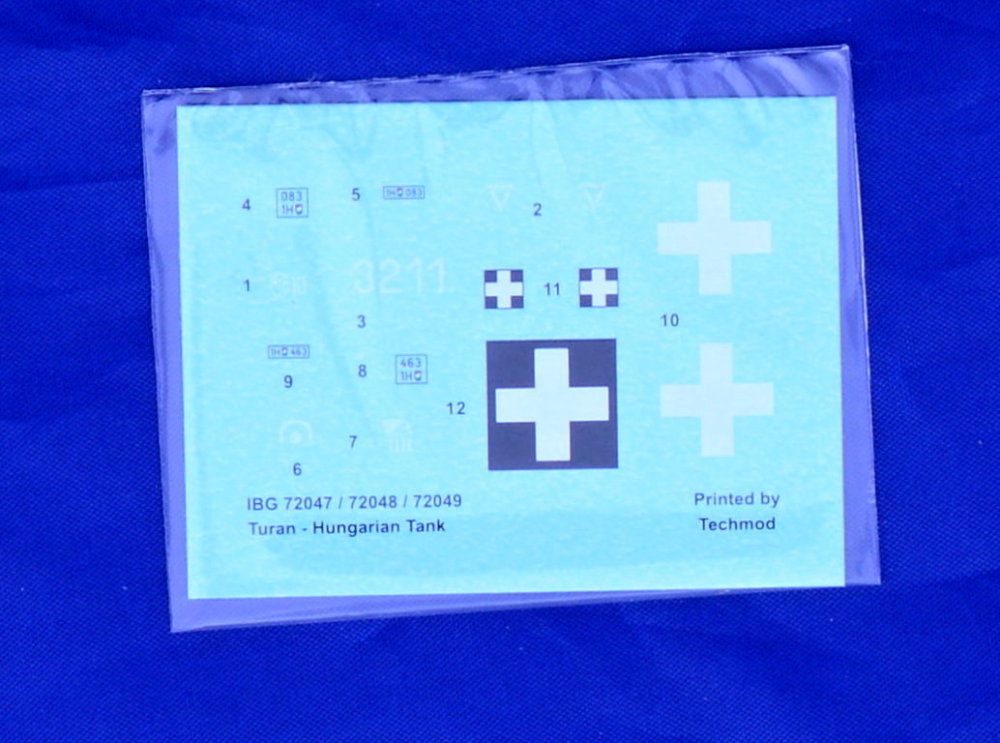 4
083
1H
5
1H 083
2
1
3211
11
3
10
1H 463
9
8
463
1H
12
7
6
IBG 72047 / 72048 / 72049
Turan - Hungarian Tank
Printed by
Techmod